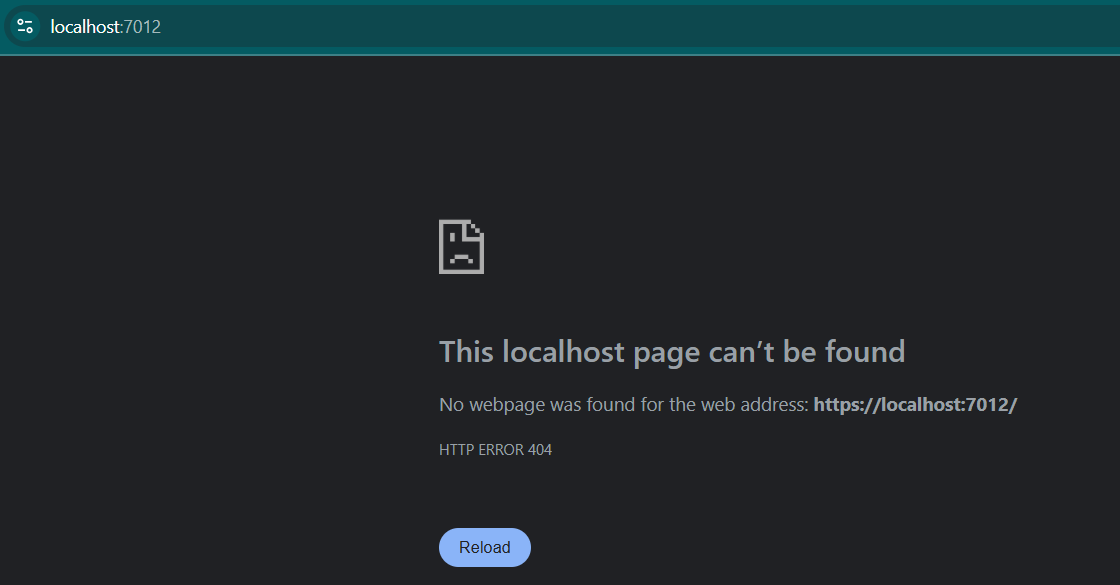 localhost:7012
This localhost page can’t be found
No webpage was found for the web address: https://localhost:7012/
HTTP ERROR 404
Reload